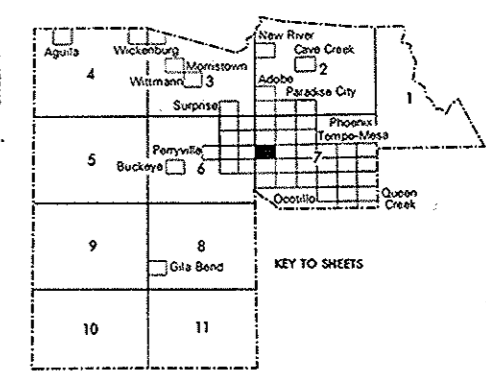 New River
Aguila
Wickenburg
Cave Creek
4
Morristown
2
Wittmann
3
Adobe
Paradise City
1
Surprise
Phoenix
Tempo-Mesa
5
Perryville
7
Buckeye
6
Ocotillo
Queen
Creek
9
8
KEY TO SHEETS
Gila Bend
10
11